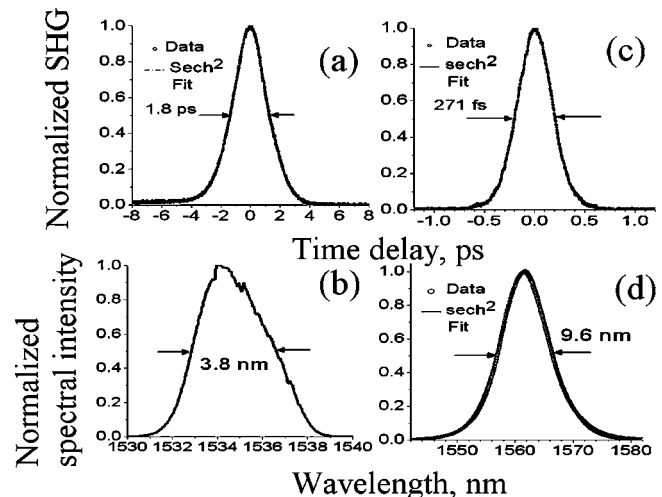 Normalized SHG
1.0
0.8
0.6
0.4
0.2
0.0
Data
Sech2
Fit
1.8 ps
(a)
-8 -6 -4 -2 0 2 4 6 8
1.0
0.8
0.6
0.4
0.2
0.0
Data
sech2
Fit
271 fs
(c)
-1.0 -0.5 0.0 0.5 1.0
Time delay, ps
Normalized
spectral intensity
1.0
0.8
0.6
0.4
0.2
0.0
(b)
3.8 nm
1530 1532 1534 1536 1538 1540
1.0
0.8
0.6
0.4
0.2
0.0
Data
sech2
Fit
(d)
9.6 nm
1550 1560 1570 1580
Wavelength, nm